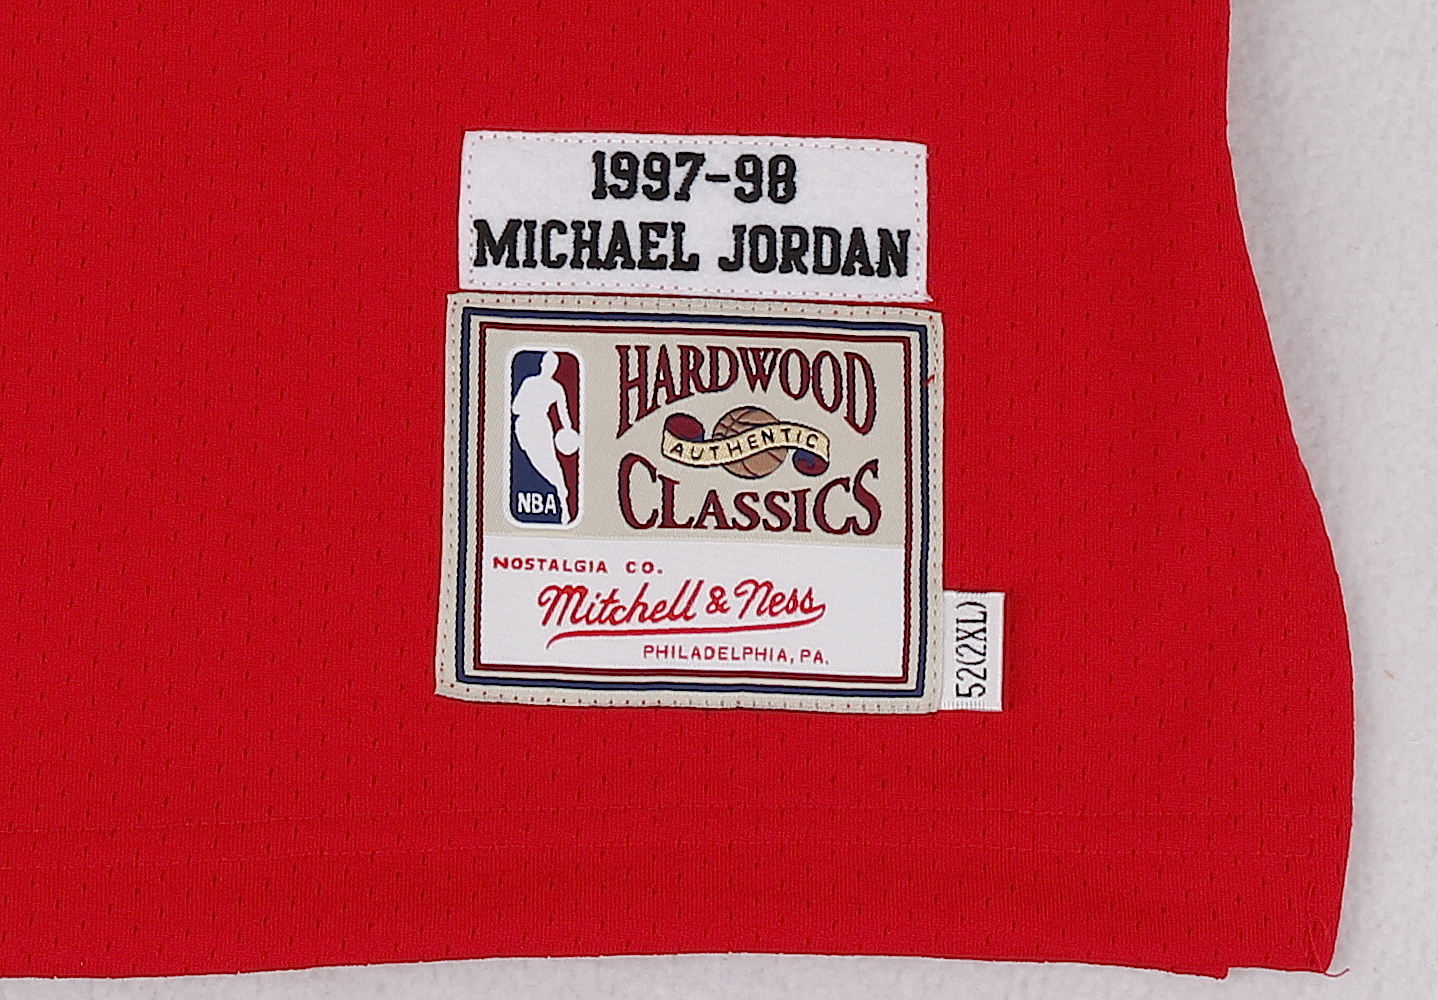 1997-98
MICHAEL JORDAN
HARDWOOD
AUTHENTIC
CLASSICS
NBA
NOSTALGIA CO.
Mitchell & Ness
PHILADELPHIA, PA.
52(2XL)